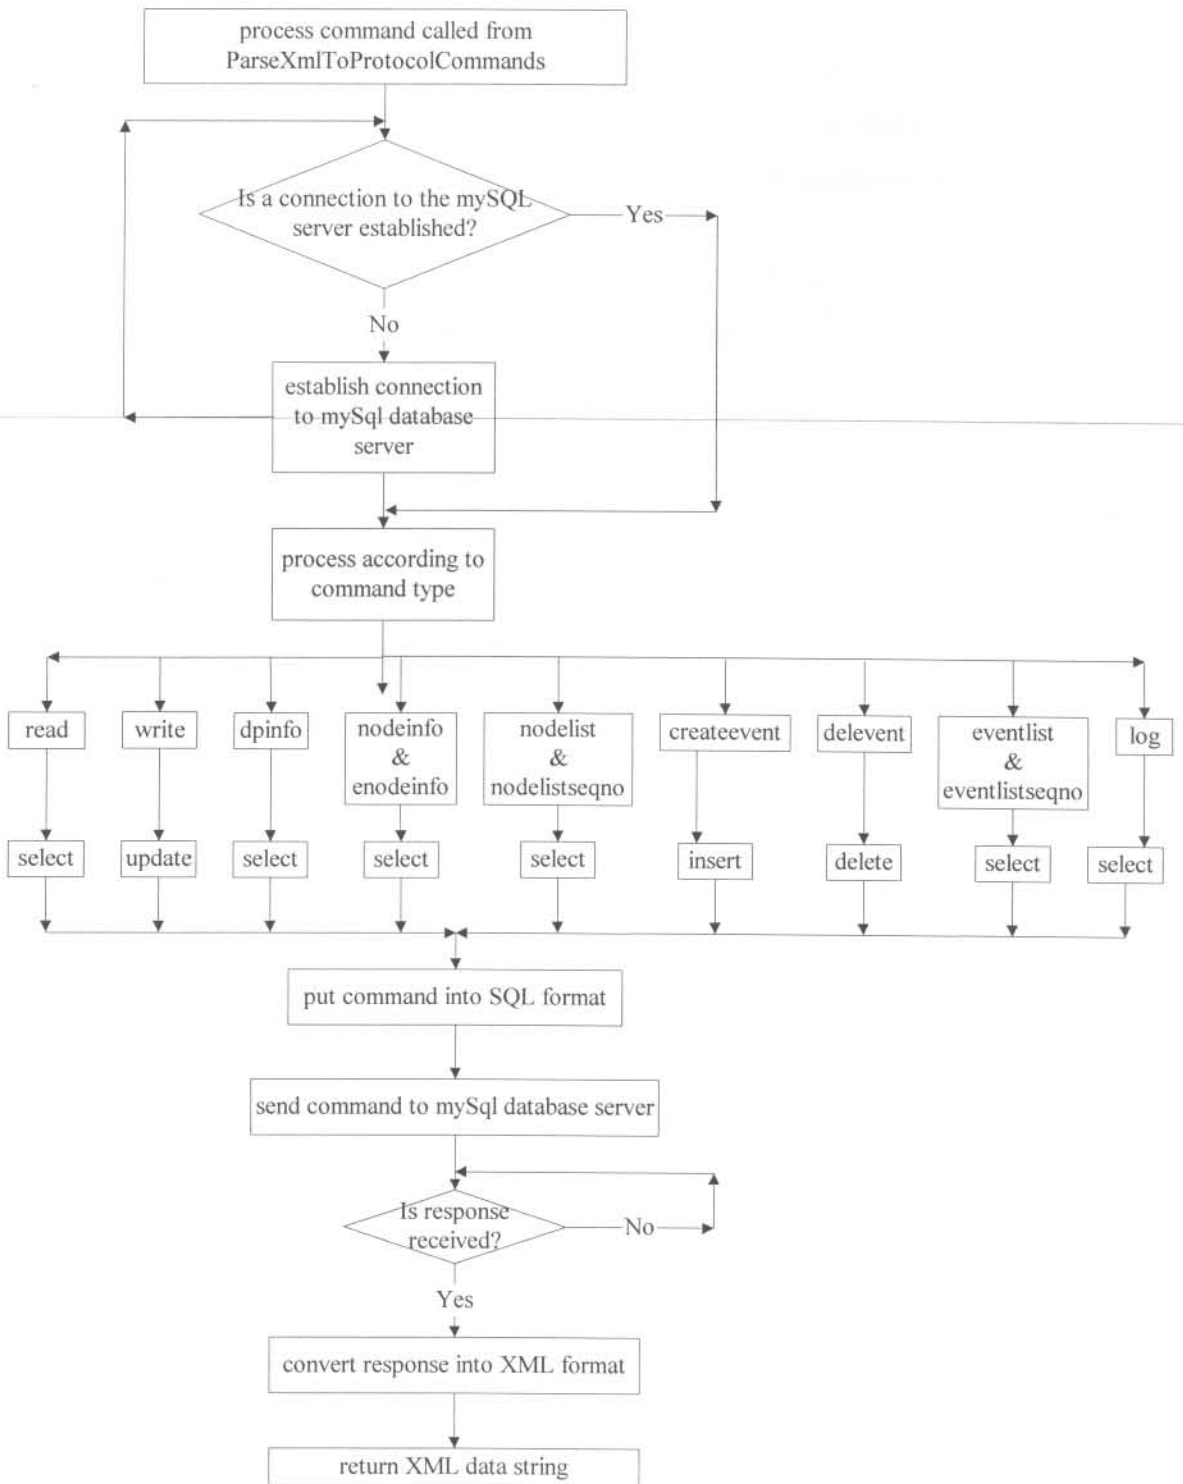 process command called from
ParseXmlToProtocolCommands
Is a connection to the mySQL
server established?
Yes
No
establish connection
to mySql database
server
process according to
command type
read
write
dpinfo
nodeinfo
&
enodeinfo
nodelist
&
nodelistseqno
createevent
delevent
eventlist
&
eventlistseqno
log
select
update
select
select
select
insert
delete
select
select
put command into SQL format
send command to mySql database server
Is response
received?
No
Yes
convert response into XML format
return XML data string